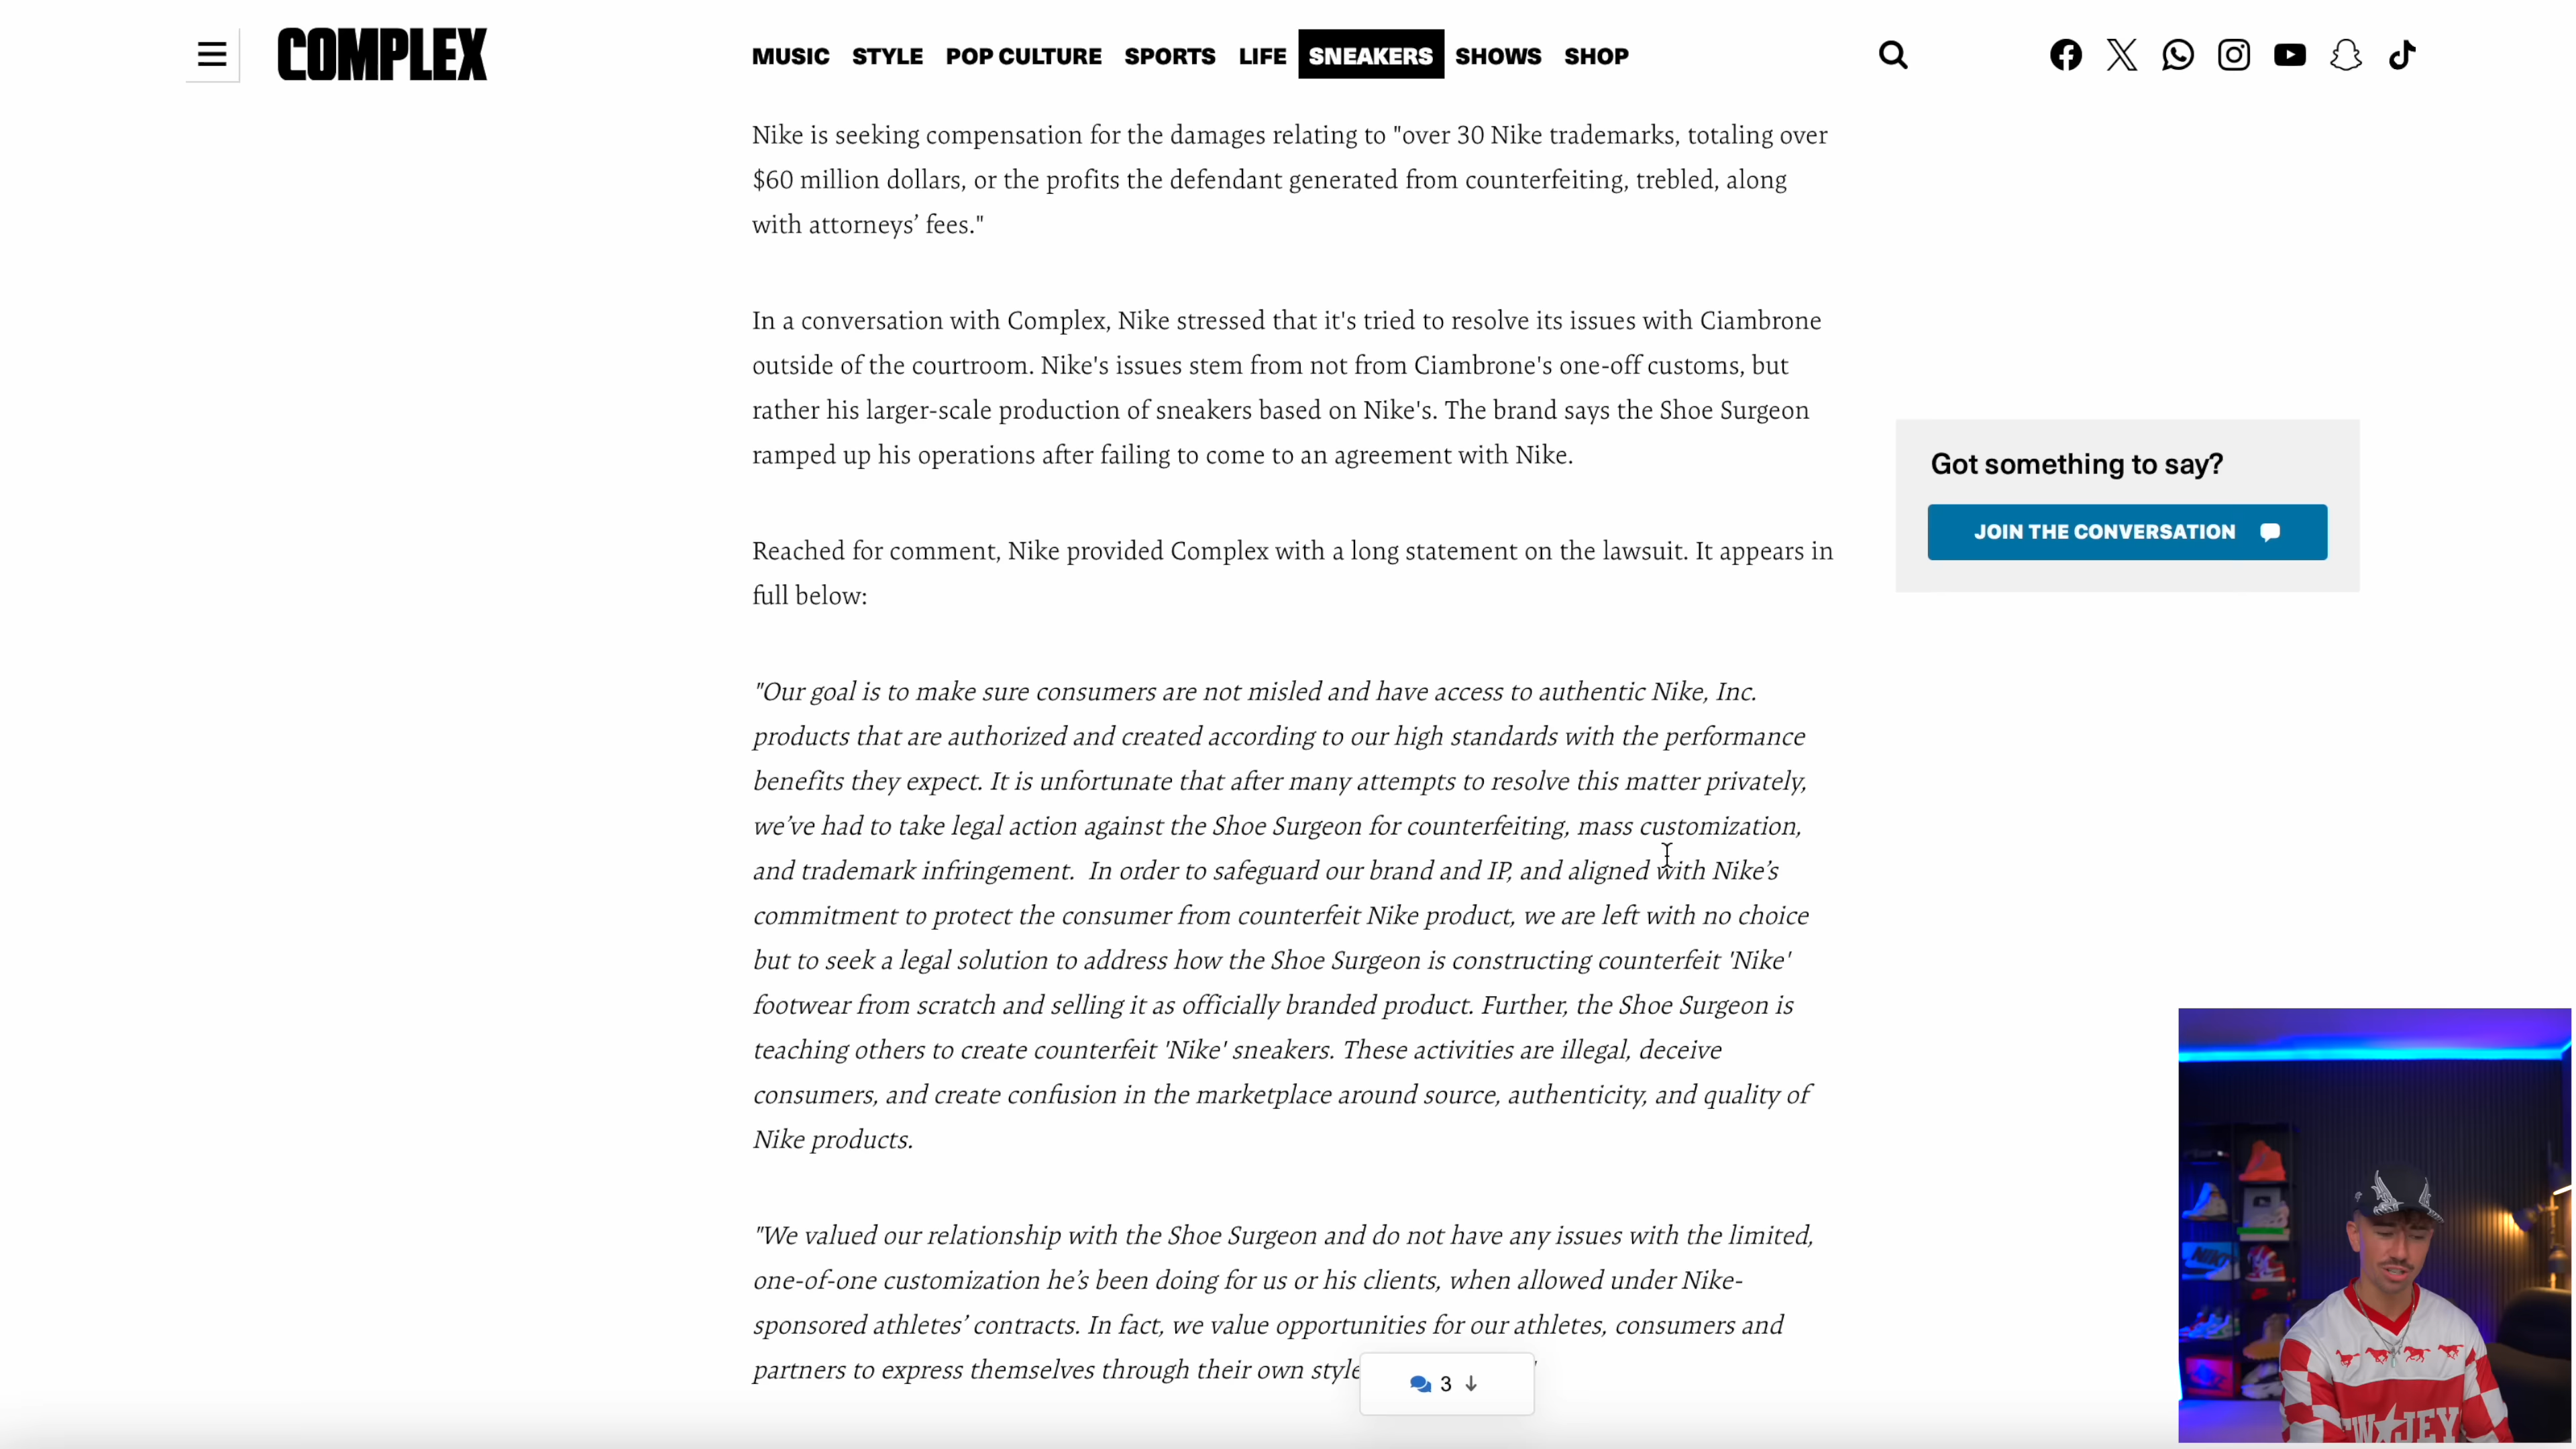 COMPLEX
MUSIC STYLE POP CULTURE SPORTS LIFE SNEAKERS SHOWS SHOP
Nike is seeking compensation for the damages relating to "over 30 Nike trademarks, totaling over
$60 million dollars, or the profits the defendant generated from counterfeiting, trebled, along
with attorneys’ fees."
In a conversation with Complex, Nike stressed that it's tried to resolve its issues with Ciambrone
outside of the courtroom. Nike's issues stem from not from Ciambrone's one-off customs, but
rather his larger-scale production of sneakers based on Nike's. The brand says the Shoe Surgeon
ramped up his operations after failing to come to an agreement with Nike.
Reached for comment, Nike provided Complex with a long statement on the lawsuit. It appears in
full below:
"Our goal is to make sure consumers are not misled and have access to authentic Nike, Inc.
products that are authorized and created according to our high standards with the performance
benefits they expect. It is unfortunate that after many attempts to resolve this matter privately,
we’ve had to take legal action against the Shoe Surgeon for counterfeiting, mass customization,
and trademark infringement.  In order to safeguard our brand and IP, and aligned with Nike’s
commitment to protect the consumer from counterfeit Nike product, we are left with no choice
but to seek a legal solution to address how the Shoe Surgeon is constructing counterfeit 'Nike'
footwear from scratch and selling it as officially branded product. Further, the Shoe Surgeon is
teaching others to create counterfeit 'Nike' sneakers. These activities are illegal, deceive
consumers, and create confusion in the marketplace around source, authenticity, and quality of
Nike products.
"We valued our relationship with the Shoe Surgeon and do not have any issues with the limited,
one-of-one customization he’s been doing for us or his clients, when allowed under Nike-
sponsored athletes’ contracts. In fact, we value opportunities for our athletes, consumers and
partners to express themselves through their own style
3
Got something to say?
JOIN THE CONVERSATION
NIKE